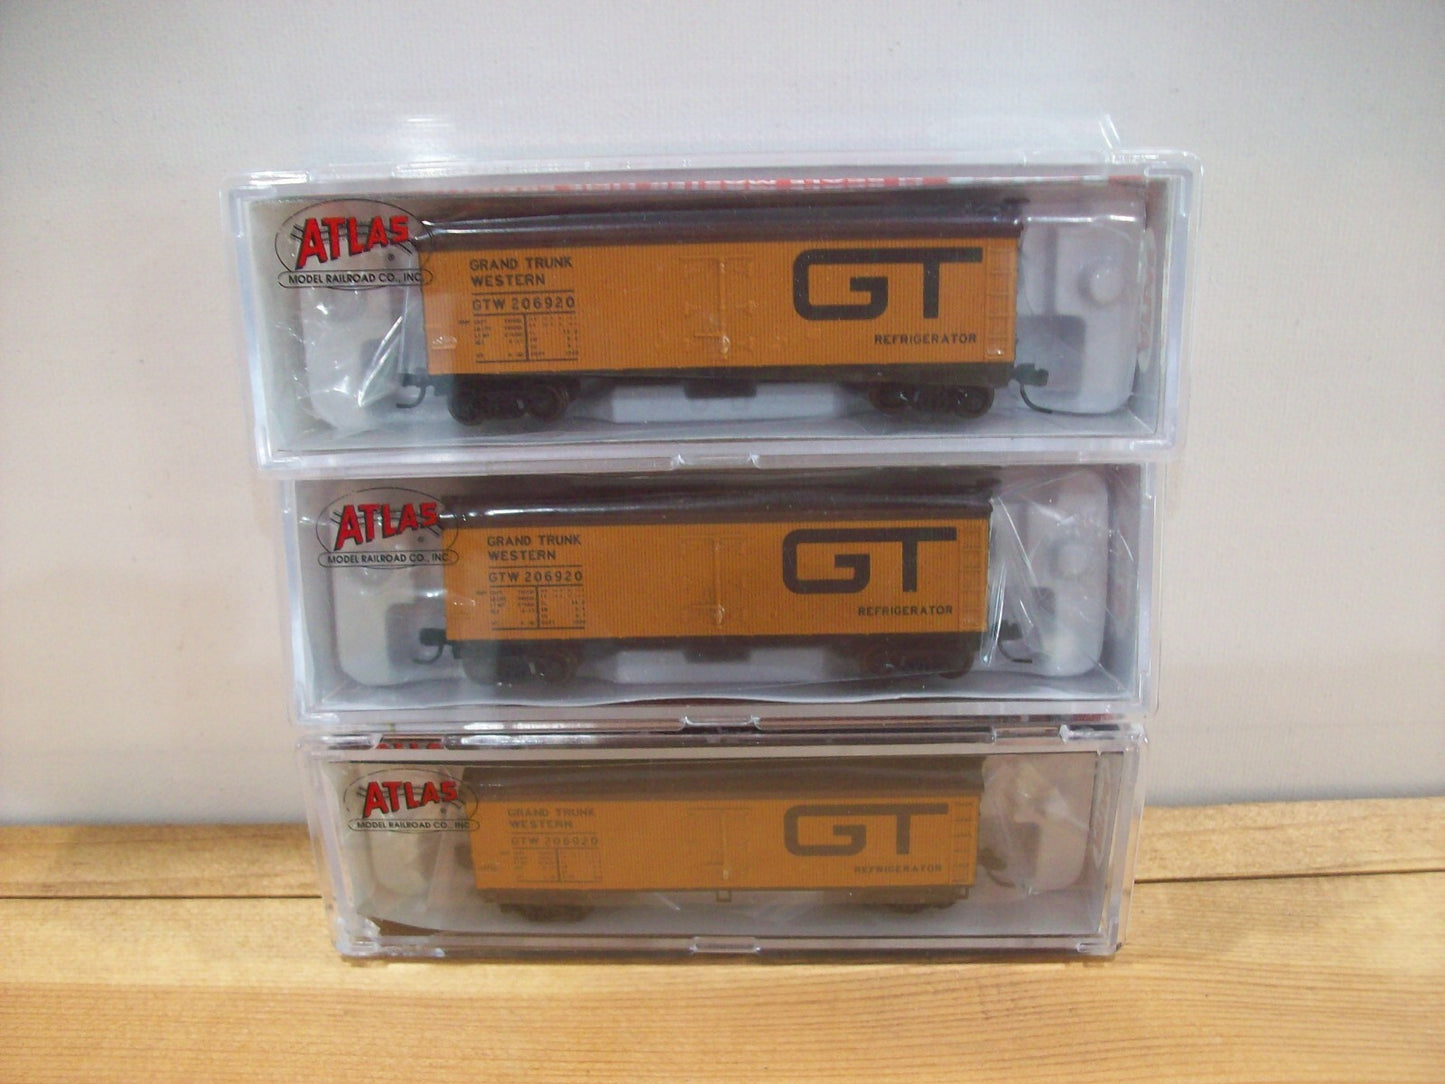 ATLAS
®
MODEL RAILROAD CO., INC.
GRAND TRUNK
WESTERN
GTW 206920
GT
REFRIGERATOR
ATLAS
®
MODEL RAILROAD CO., INC.
GRAND TRUNK
WESTERN
GTW 206920
GT
REFRIGERATOR
ATLAS
®
MODEL RAILROAD CO., INC.
GRAND TRUNK
WESTERN
GTW 206920
GT
REFRIGERATOR